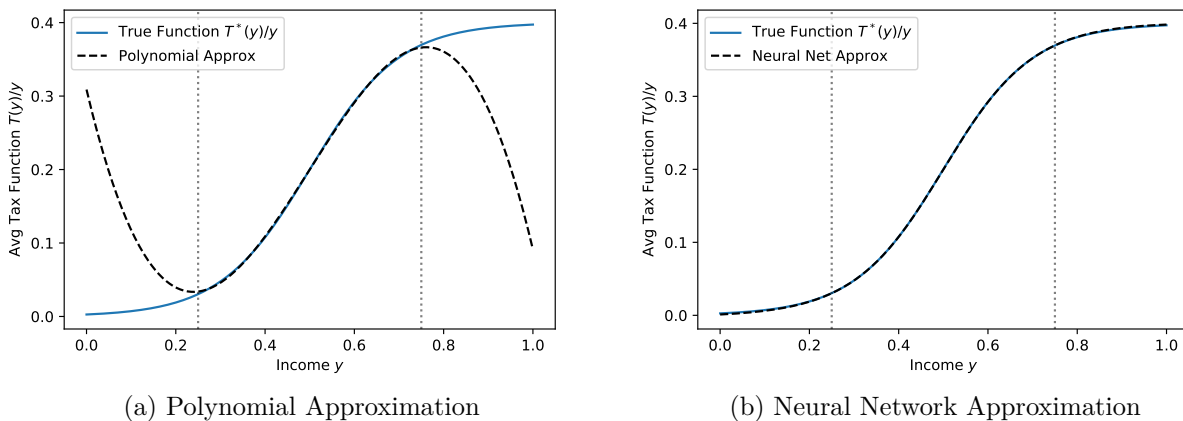 True Function T*(y)/y
Polynomial Approx
Avg Tax Function T(y)/y
0.4
0.3
0.2
0.1
0.0
0.0 0.2 0.4 0.6 0.8 1.0
Income y
(a) Polynomial Approximation
True Function T*(y)/y
Neural Net Approx
Avg Tax Function T(y)/y
0.4
0.3
0.2
0.1
0.0
0.0 0.2 0.4 0.6 0.8 1.0
Income y
(b) Neural Network Approximation